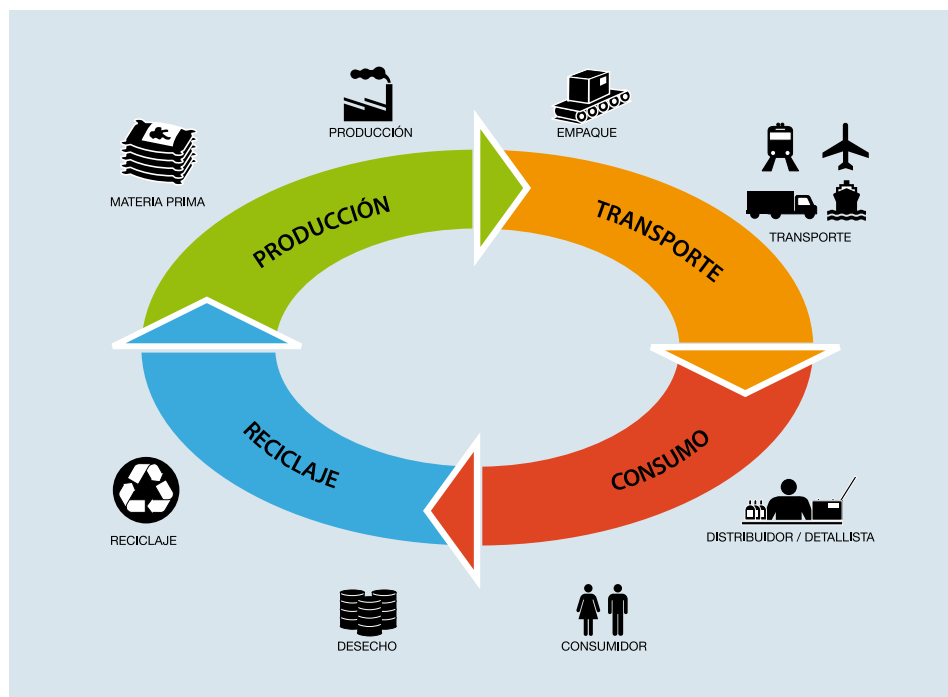 PRODUCCIÓN
EMPAQUE
MATERIA PRIMA
PRODUCCIÓN
TRANSPORTE
TRANSPORTE
RECICLAJE
CONSUMO
RECICLAJE
DISTRIBUIDOR / DETALLISTA
DESECHO
CONSUMIDOR